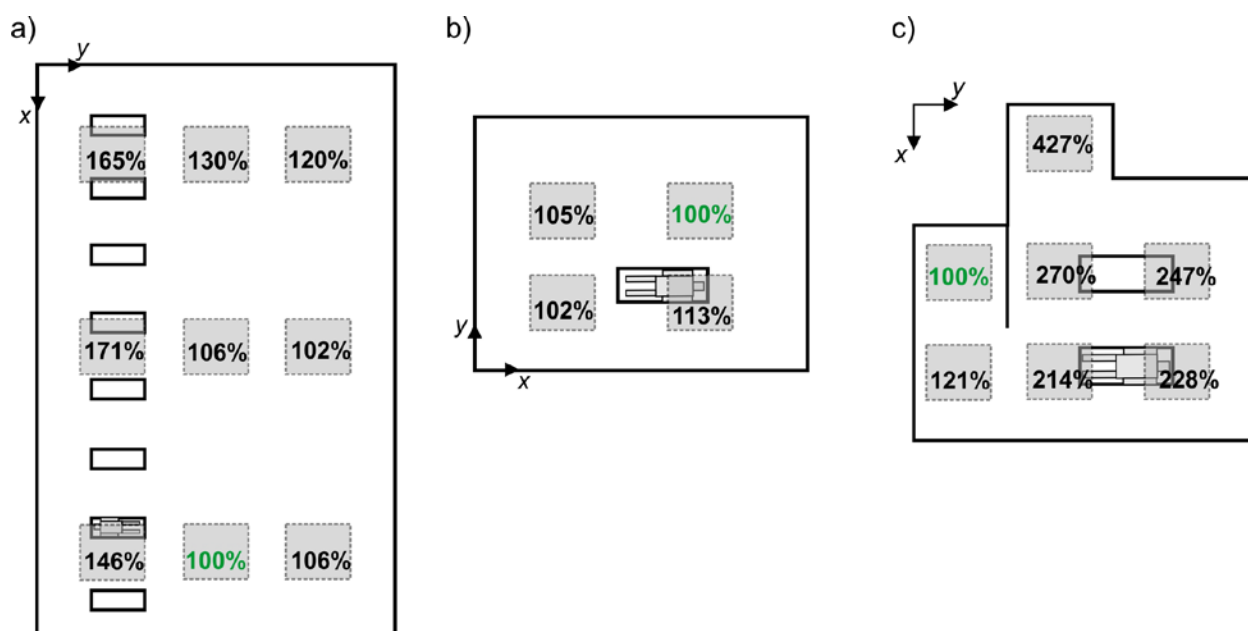 a)
y
x
165% 130% 120%
171% 106% 102%
146% 100% 106%
b)
105% 100%
102% 113%
y
x
c)
y
x
427%
100% 270% 247%
121% 214% 228%